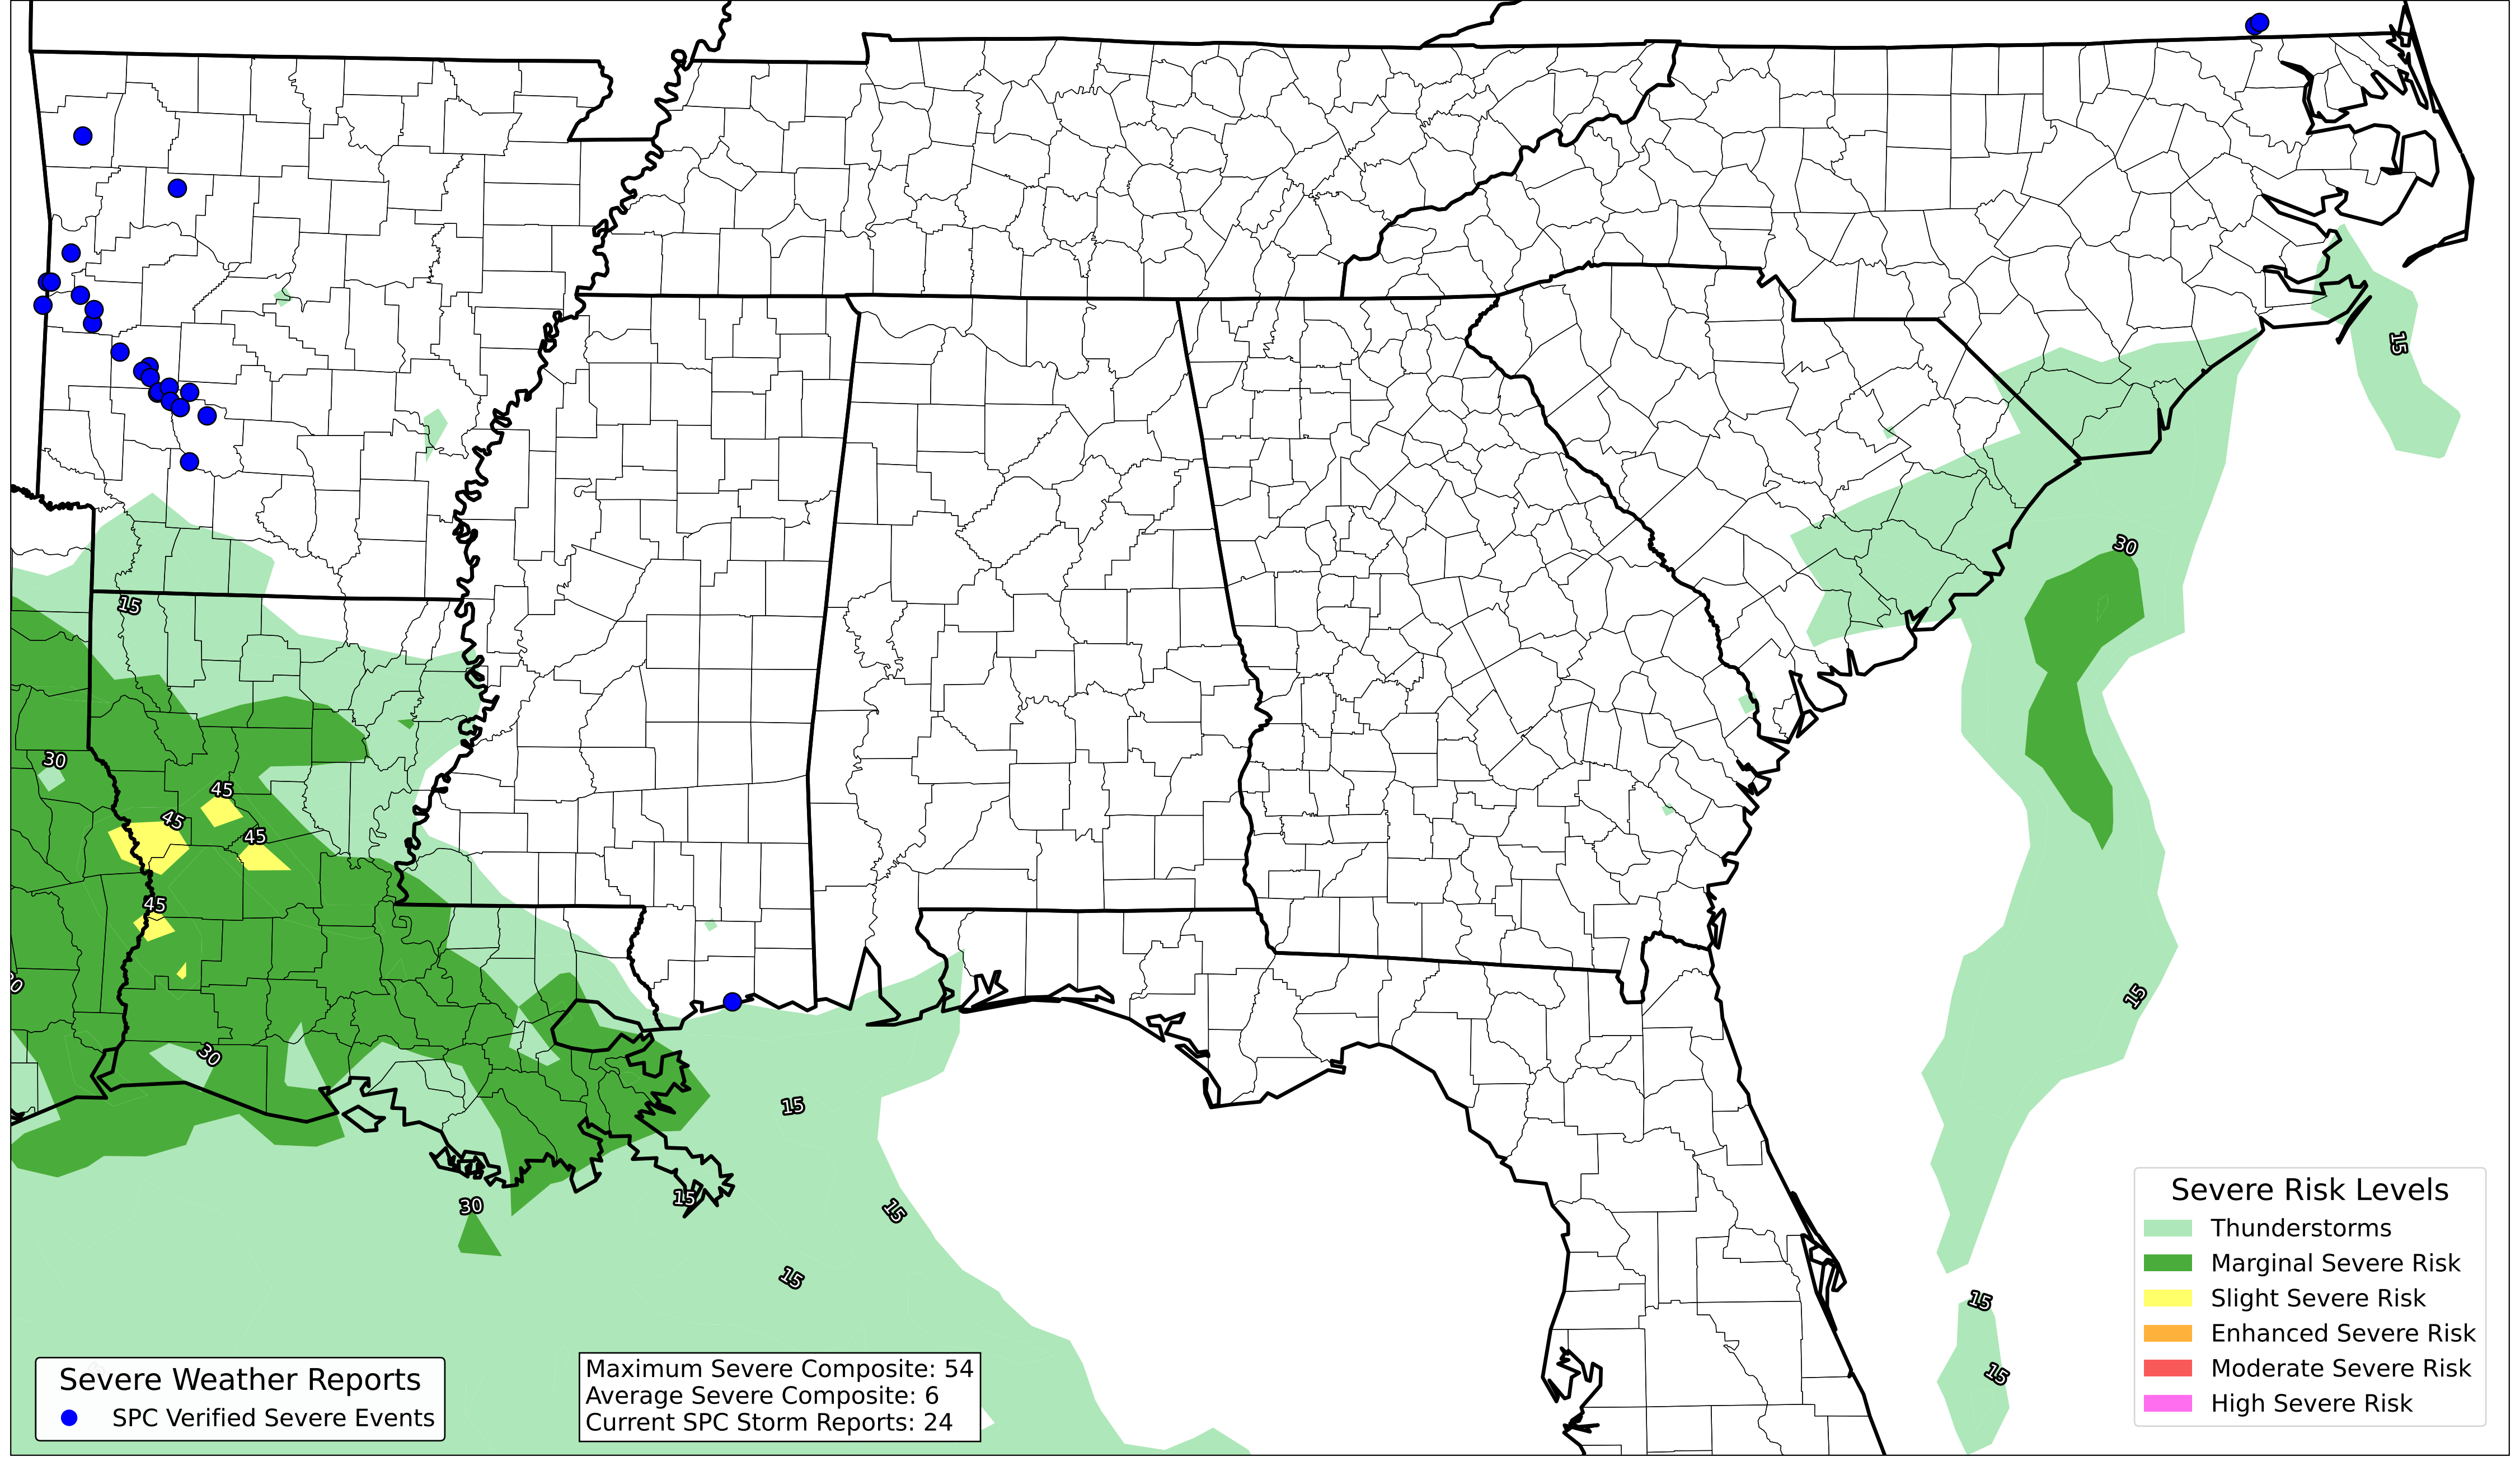 15
30
15
30
45
45
45
45
15
30
15
30
15
15
15
15
15
Severe Risk Levels
Thunderstorms
Marginal Severe Risk
Slight Severe Risk
Enhanced Severe Risk
Moderate Severe Risk
High Severe Risk
Severe Weather Reports
SPC Verified Severe Events
Maximum Severe Composite: 54
Average Severe Composite: 6
Current SPC Storm Reports: 24